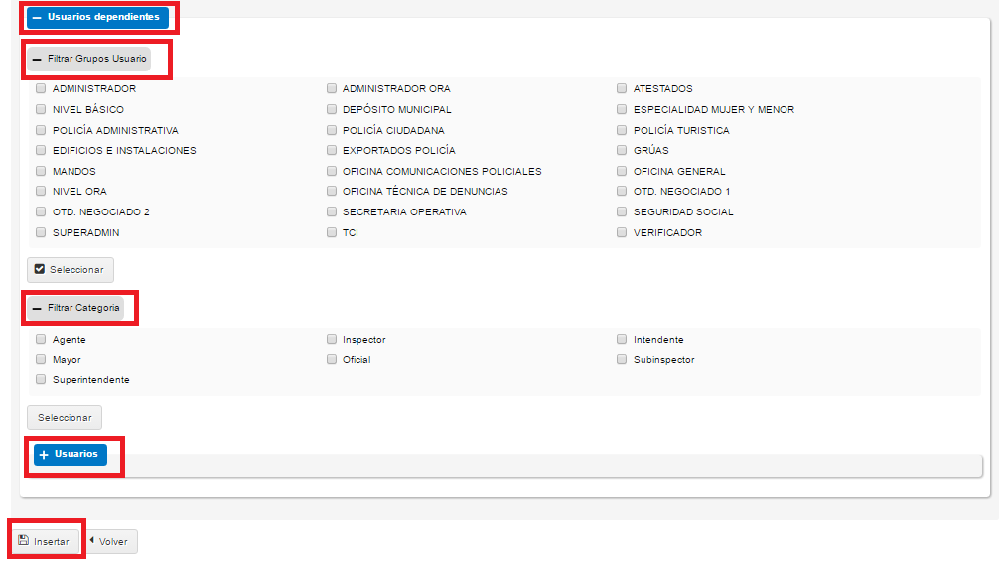 Usuarios dependientes
Filtrar Grupos Usuario
ADMINISTRADOR ADMINISTRADOR ORA ATESTADOS
NIVEL BÁSICO DEPÓSITO MUNICIPAL ESPECIALIDAD MUJER Y MENOR
POLICÍA ADMINISTRATIVA POLICÍA CIUDADANA POLICÍA TURISTICA
EDIFICIOS E INSTALACIONES EXPORTADOS POLICÍA GRÚAS
MANDOS OFICINA COMUNICACIONES POLICIALES OFICINA GENERAL
NIVEL ORA OFICINA TÉCNICA DE DENUNCIAS OTD. NEGOCIADO 1
OTD. NEGOCIADO 2 SECRETARIA OPERATIVA SEGURIDAD SOCIAL
SUPERADMIN TCI VERIFICADOR
Seleccionar
Filtrar Categoria
Agente Inspector Intendente
Mayor Oficial Subinspector
Superintendente
Seleccionar
Usuarios
Insertar Volver